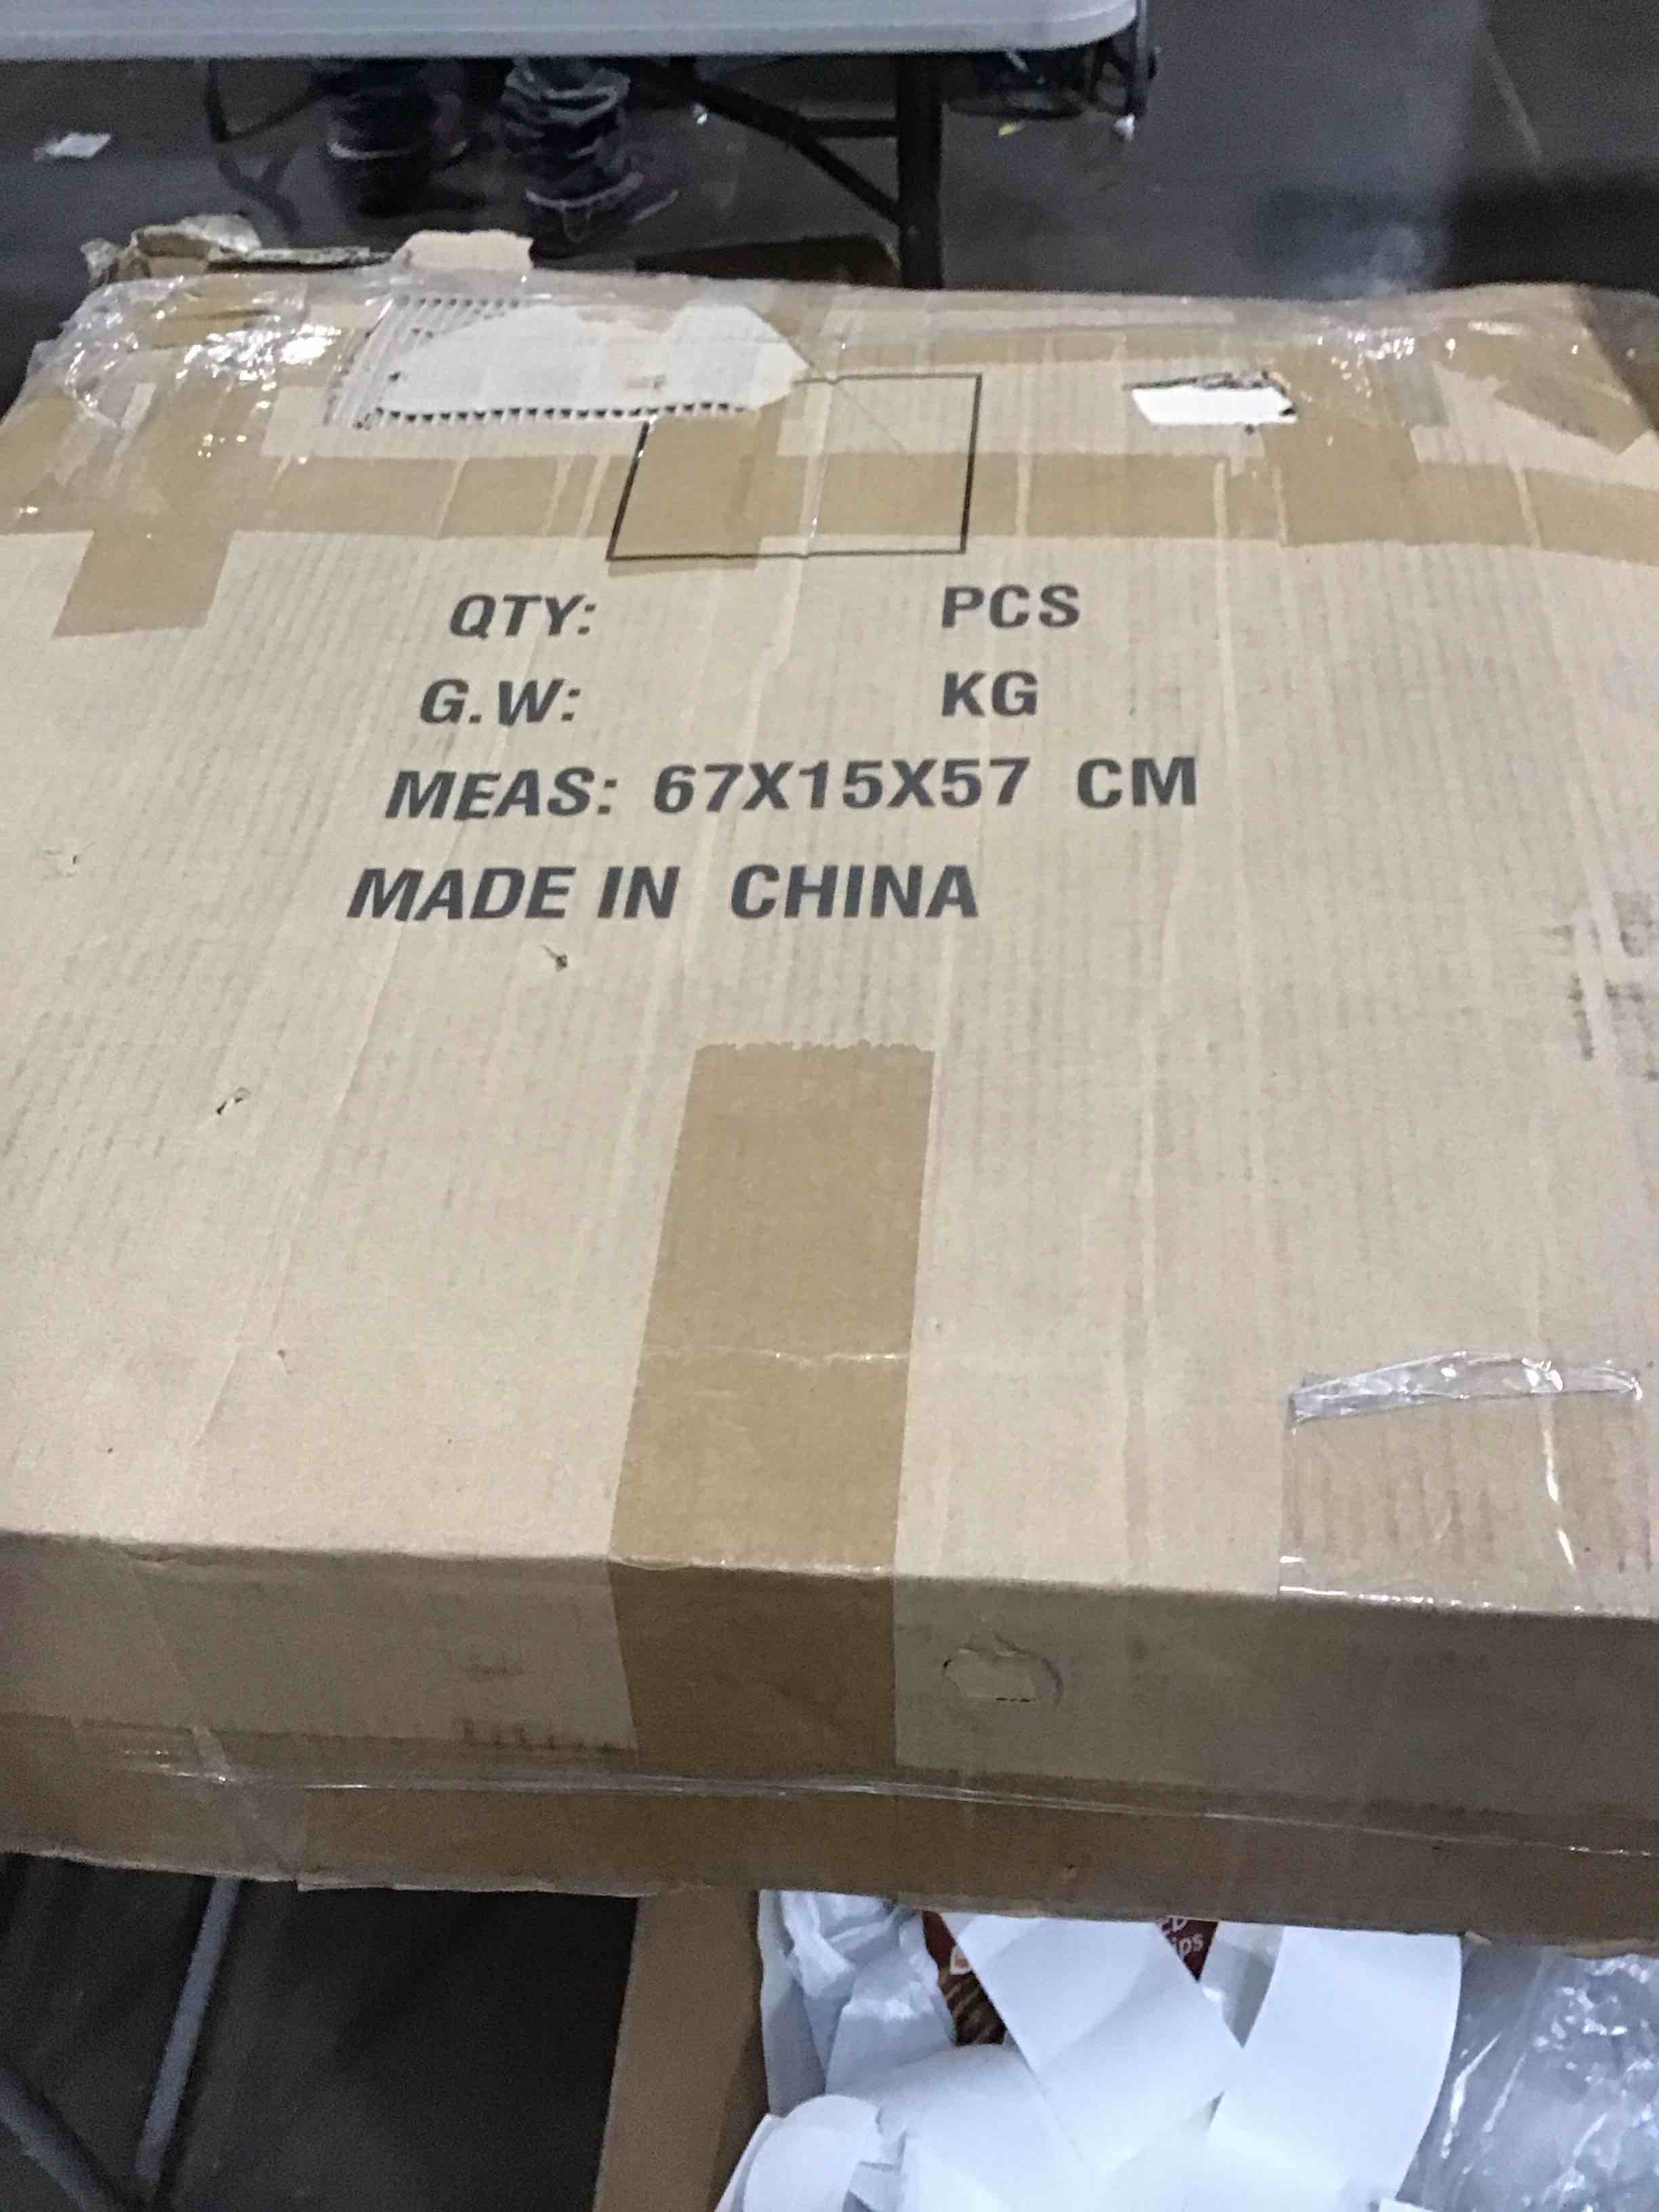 QTY: PCS
G.W: KG
MEAS: 67X15X57 CM
MADE IN CHINA